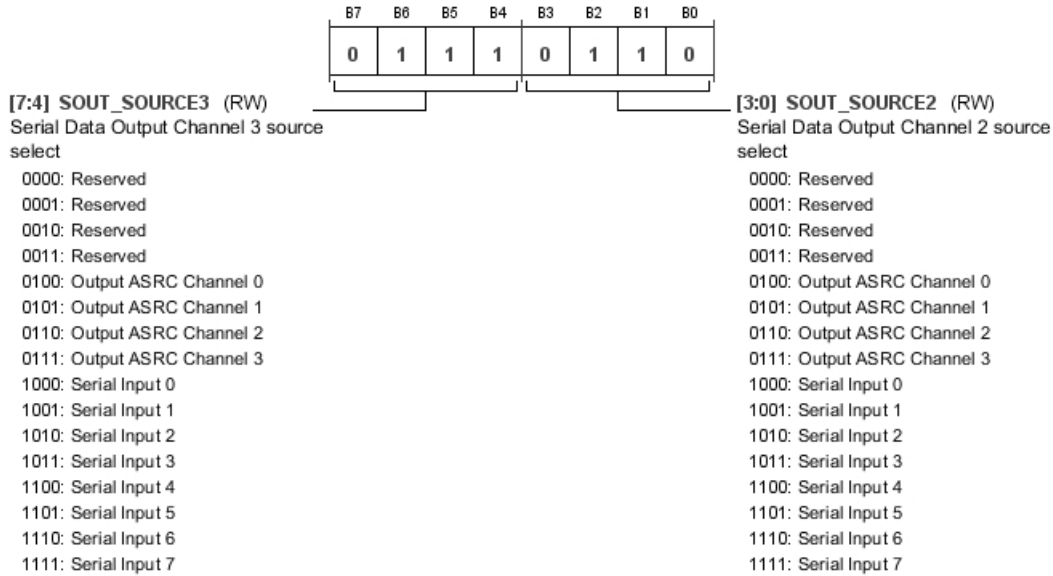 B7 B6 B5 B4 B3 B2 B1 B0
0 1 1 1 0 1 1 0
[7:4] SOUT_SOURCE3 (RW)
Serial Data Output Channel 3 source
select
0000: Reserved
0001: Reserved
0010: Reserved
0011: Reserved
0100: Output ASRC Channel 0
0101: Output ASRC Channel 1
0110: Output ASRC Channel 2
0111: Output ASRC Channel 3
1000: Serial Input 0
1001: Serial Input 1
1010: Serial Input 2
1011: Serial Input 3
1100: Serial Input 4
1101: Serial Input 5
1110: Serial Input 6
1111: Serial Input 7
[3:0] SOUT_SOURCE2 (RW)
Serial Data Output Channel 2 source
select
0000: Reserved
0001: Reserved
0010: Reserved
0011: Reserved
0100: Output ASRC Channel 0
0101: Output ASRC Channel 1
0110: Output ASRC Channel 2
0111: Output ASRC Channel 3
1000: Serial Input 0
1001: Serial Input 1
1010: Serial Input 2
1011: Serial Input 3
1100: Serial Input 4
1101: Serial Input 5
1110: Serial Input 6
1111: Serial Input 7